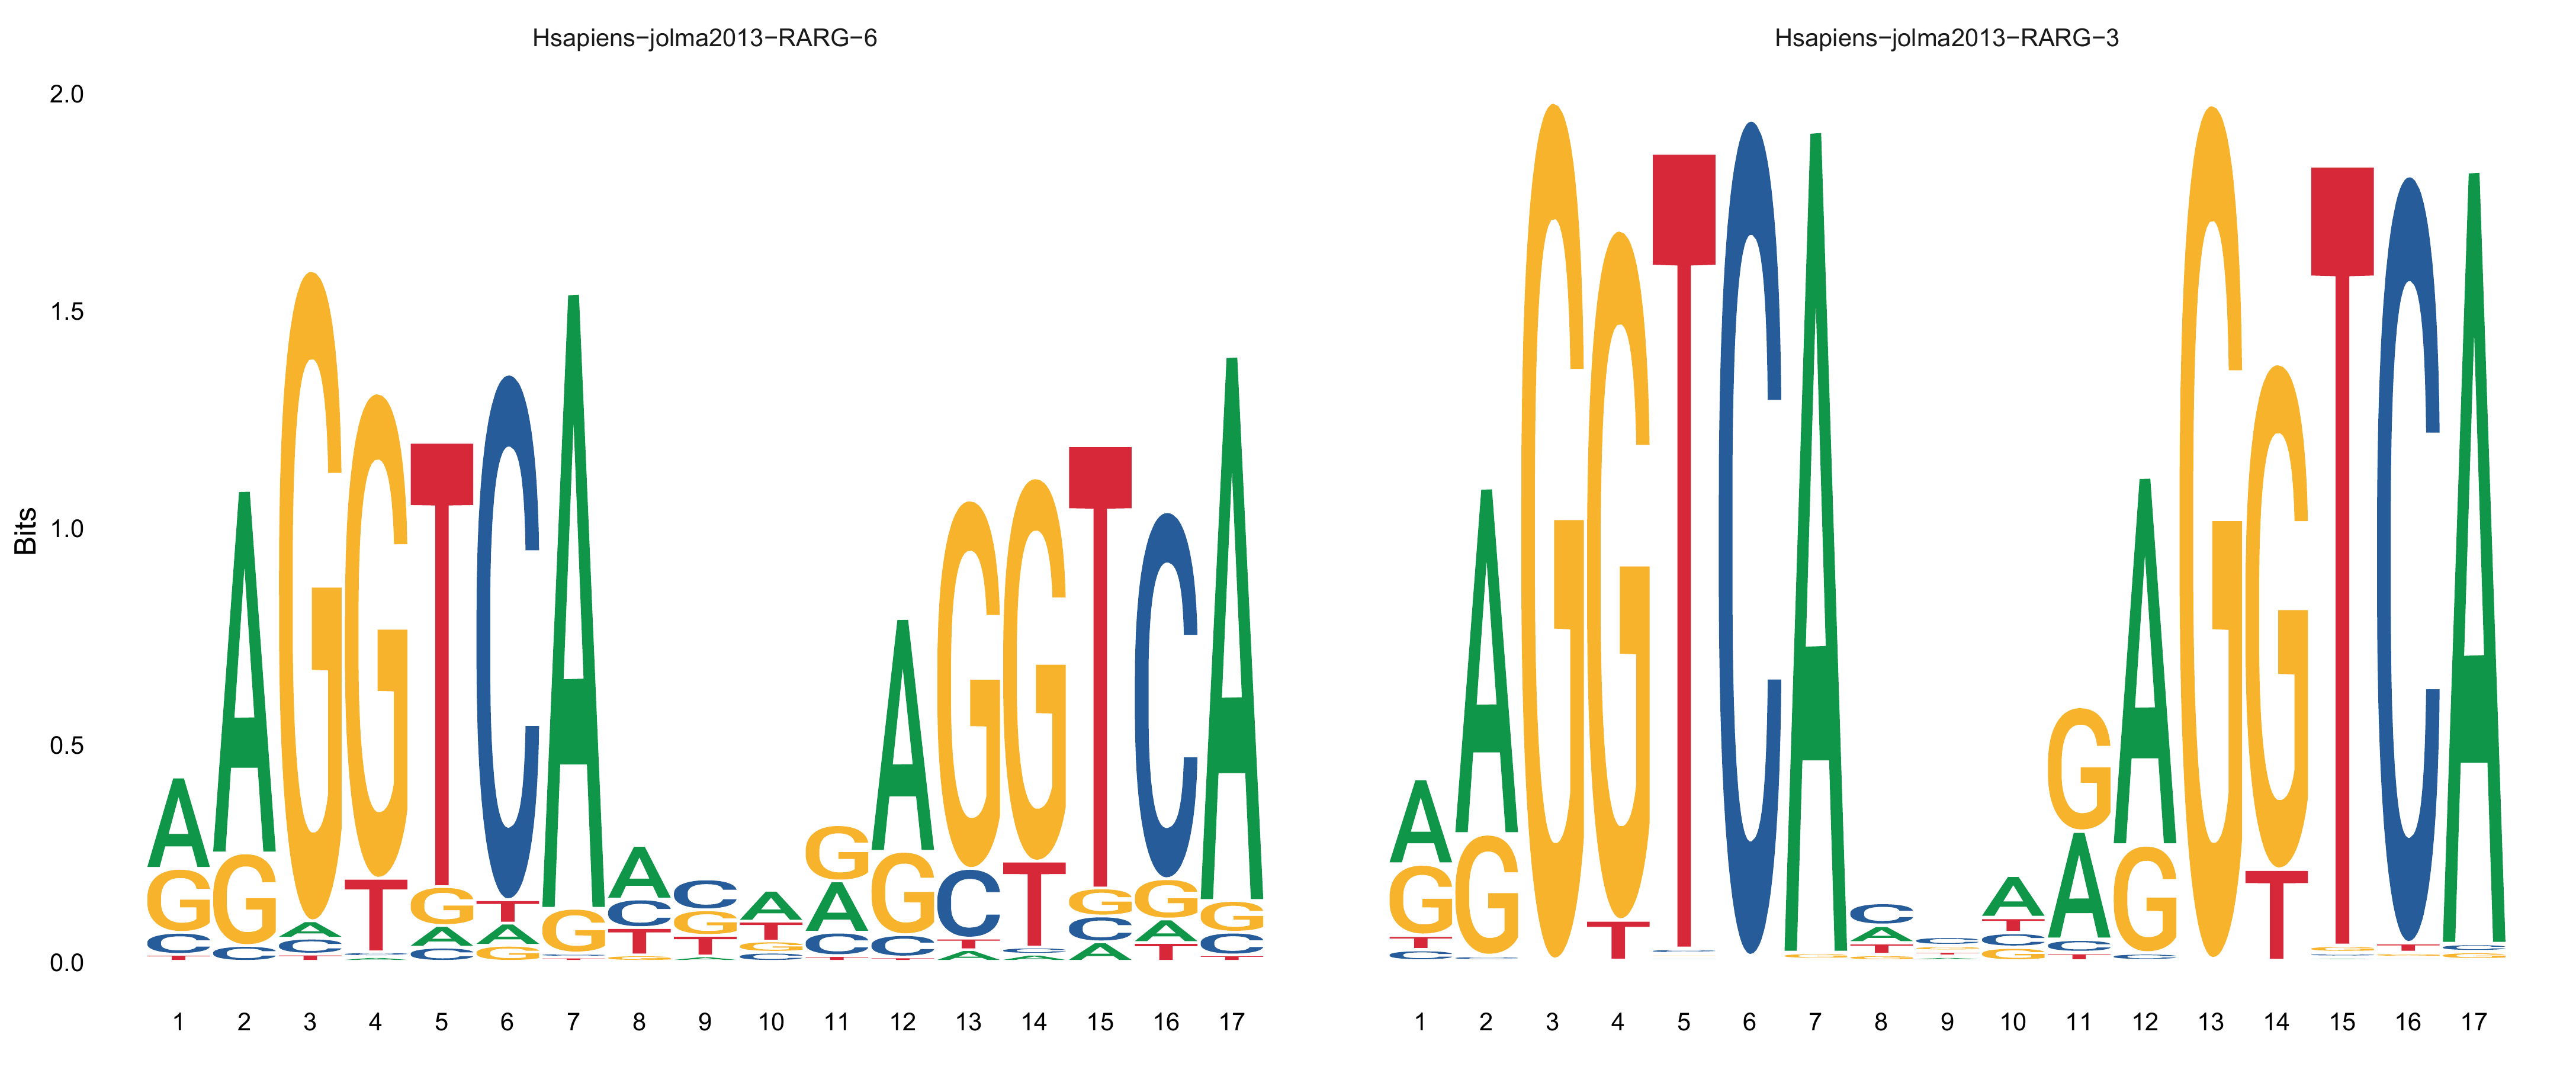 Hsapiens−jolma2013−RARG−6
Hsapiens−jolma2013−RARG−3
2.0
1.5
1.0
0.5
0.0
Bits
1 2 3 4 5 6 7 8 9 10 11 12 13 14 15 16 17
1 2 3 4 5 6 7 8 9 10 11 12 13 14 15 16 17
A A G G T C A A C A G A G G T C A
A A G G T C A C C A G A G G T C A